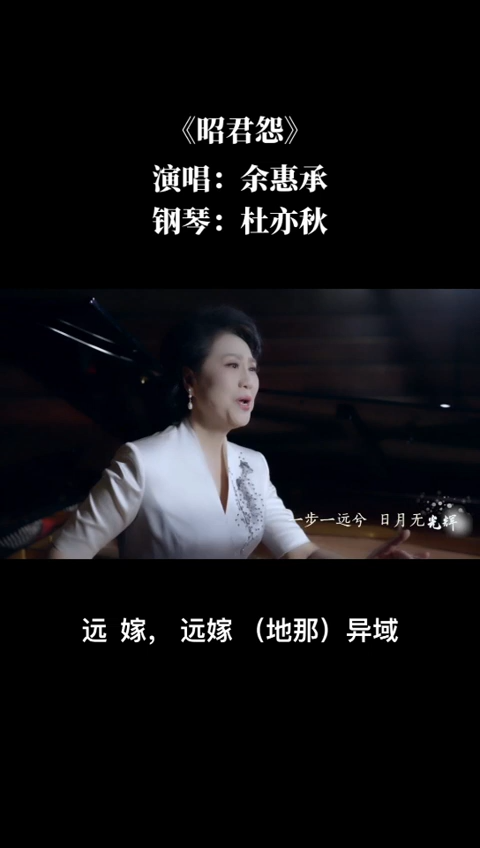 《昭君怨》
演唱：余惠承
钢琴：杜亦秋
一步一远兮 日月无光辉
远 嫁， 远嫁 （地那）异域